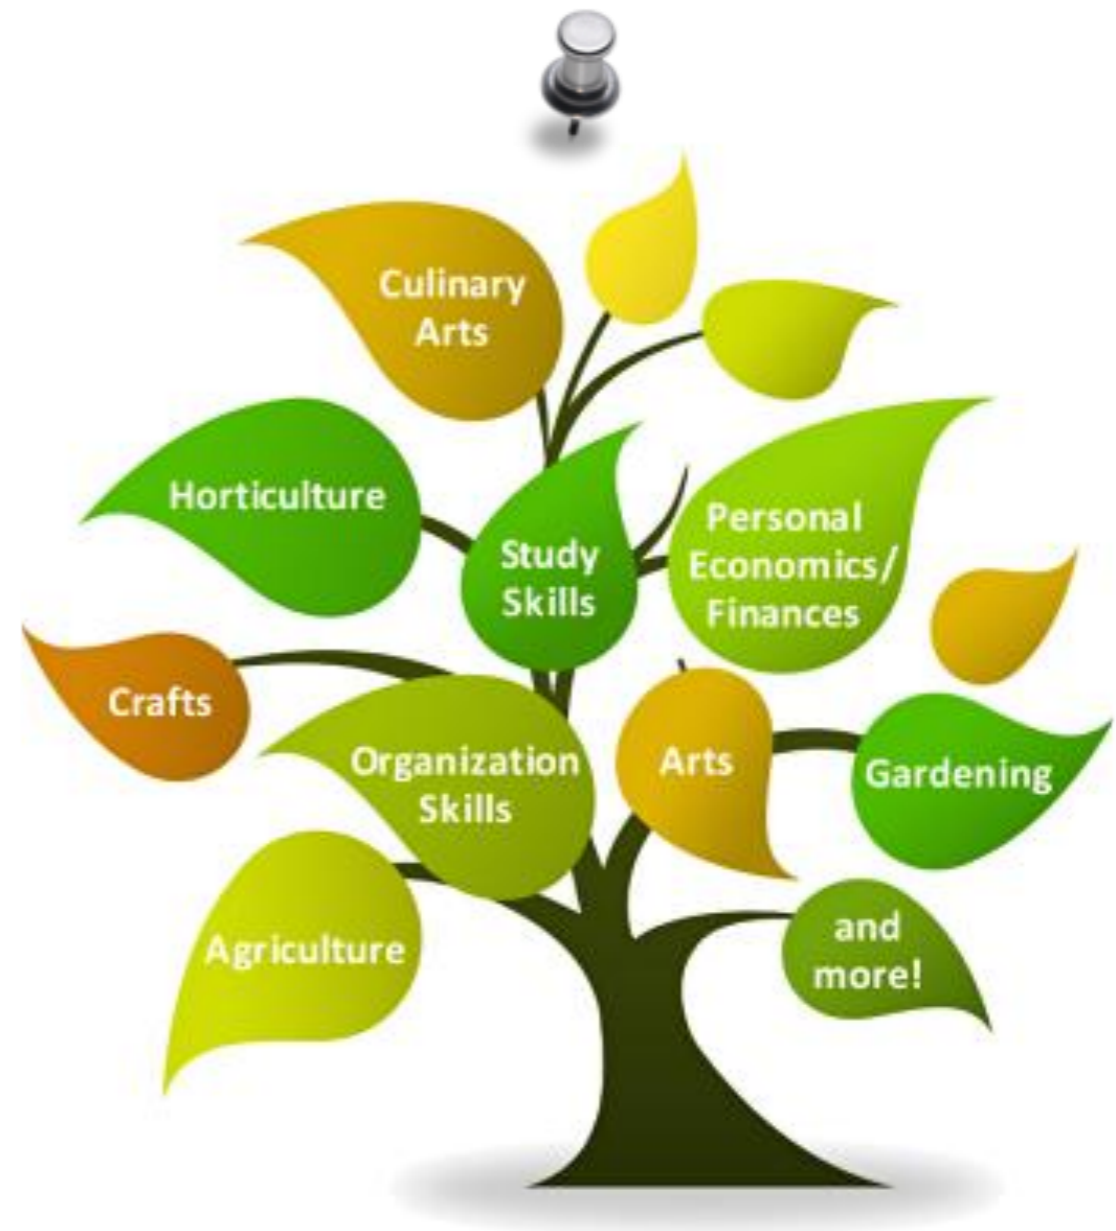 Culinary
Arts
Horticulture
Study
Skills
Personal
Economics/
Finances
Crafts
Organization
Skills
Arts
Gardening
Agriculture
and
more!